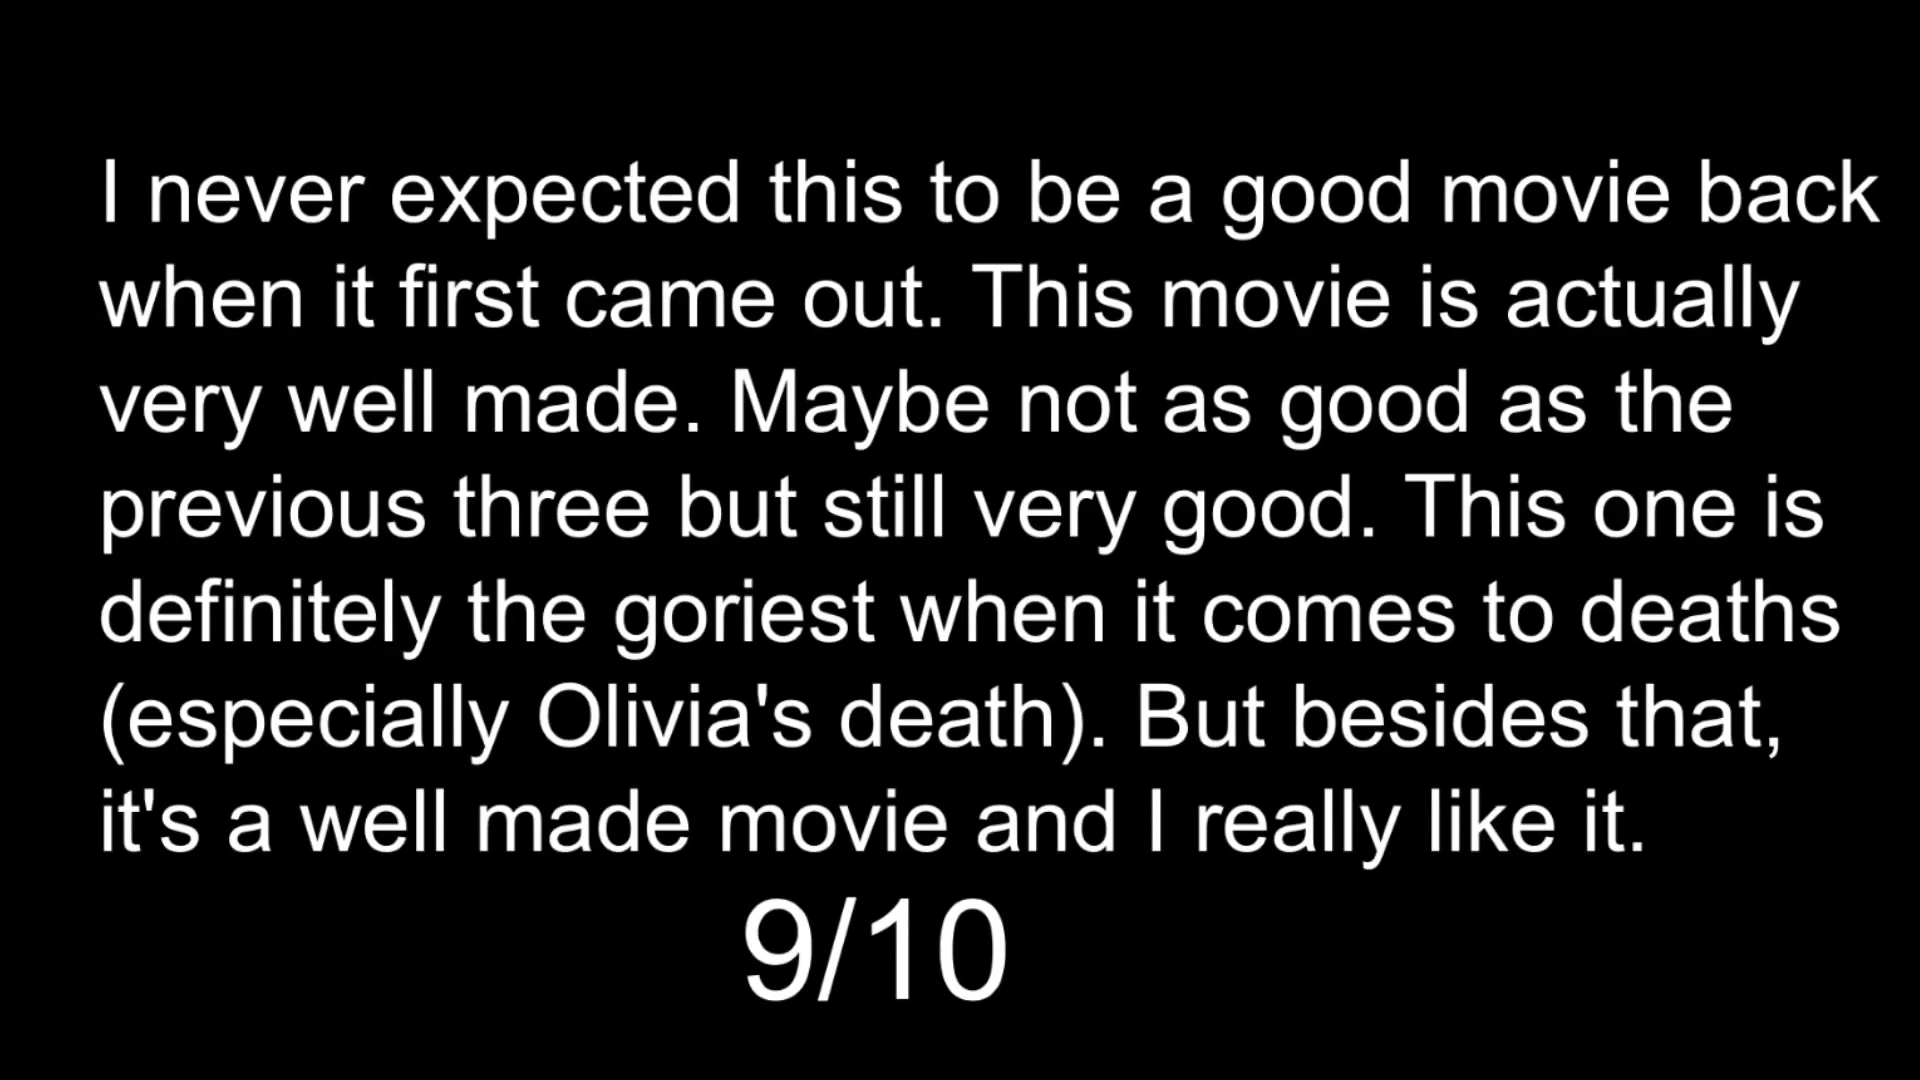 I never expected this to be a good movie back
when it first came out. This movie is actually
very well made. Maybe not as good as the
previous three but still very good. This one is
definitely the goriest when it comes to deaths
(especially Olivia's death). But besides that,
it's a well made movie and I really like it.
9/10